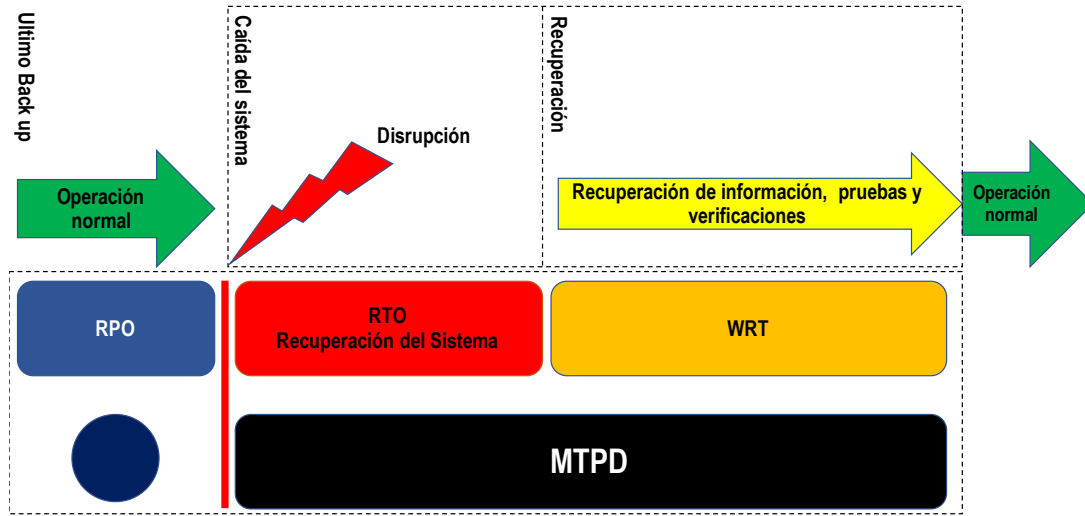 Ultimo Back up
Caída del sistema
Recuperación
Disrupción
Operación
normal
Recuperación de información, pruebas y
verificaciones
Operación
normal
RPO
RTO
Recuperación del Sistema
WRT
MTPD